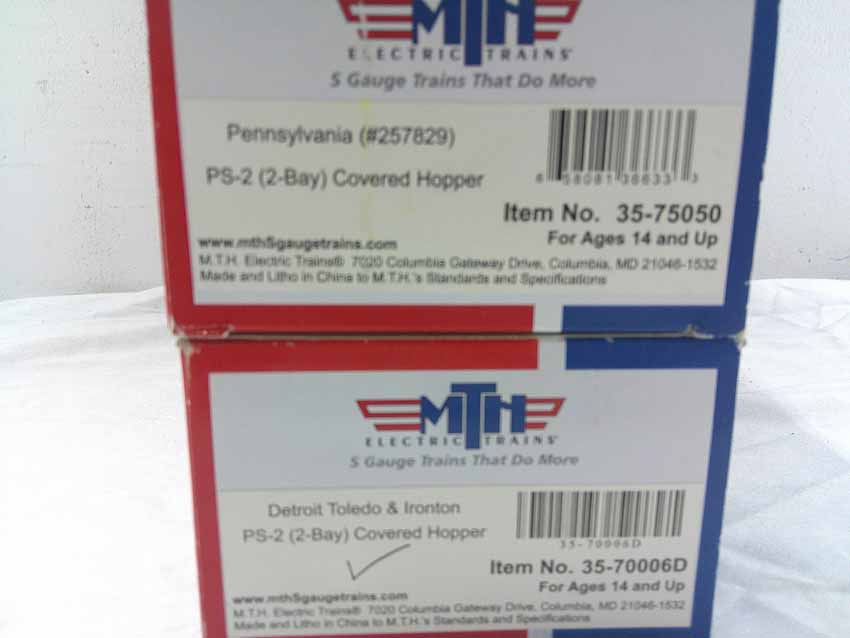 MTH
ELECTRIC TRAINS
S Gauge Trains That Do More
Pennsylvania (#257829)
PS-2 (2-Bay) Covered Hopper
6 58081 38633 3
Item No. 35-75050
For Ages 14 and Up
www.mthSgaugetrains.com
M.T.H. Electric Trains® 7020 Columbia Gateway Drive, Columbia, MD 21046-1532
Made and Litho in China to M.T.H.'s Standards and Specifications
MTH
ELECTRIC TRAINS
S Gauge Trains That Do More
Detroit Toledo & Ironton
PS-2 (2-Bay) Covered Hopper
35-70006D
Item No. 35-70006D
For Ages 14 and Up
www.mthSgaugetrains.com
M.T.H. Electric Trains® 7020 Columbia Gateway Drive, Columbia, MD 21046-1532
Made and Litho in China to M.T.H.'s Standards and Specifications